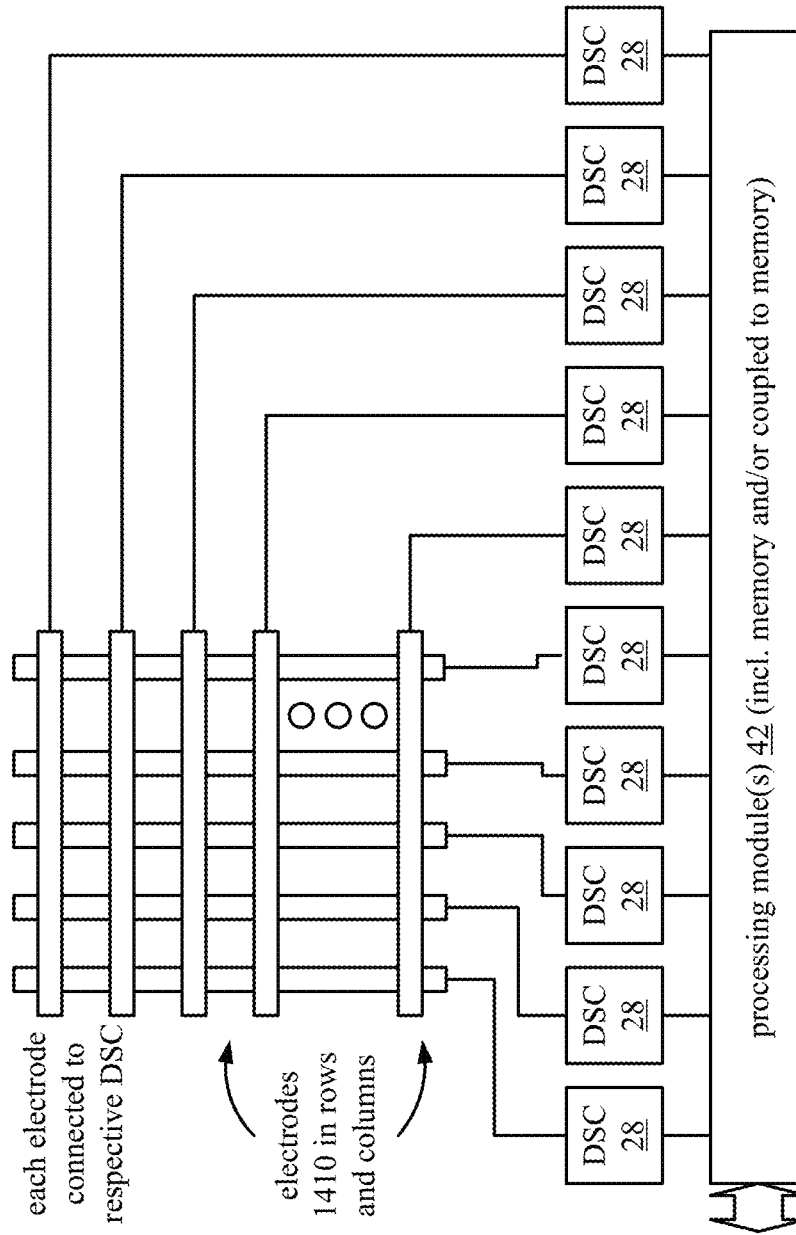 each electrode
connected to
respective DSC
electrodes
1410 in rows
and columns
DSC
28
DSC
28
DSC
28
DSC
28
DSC
28
DSC
28
DSC
28
DSC
28
DSC
28
DSC
28
processing module(s) 42 (incl. memory and/or coupled to memory)